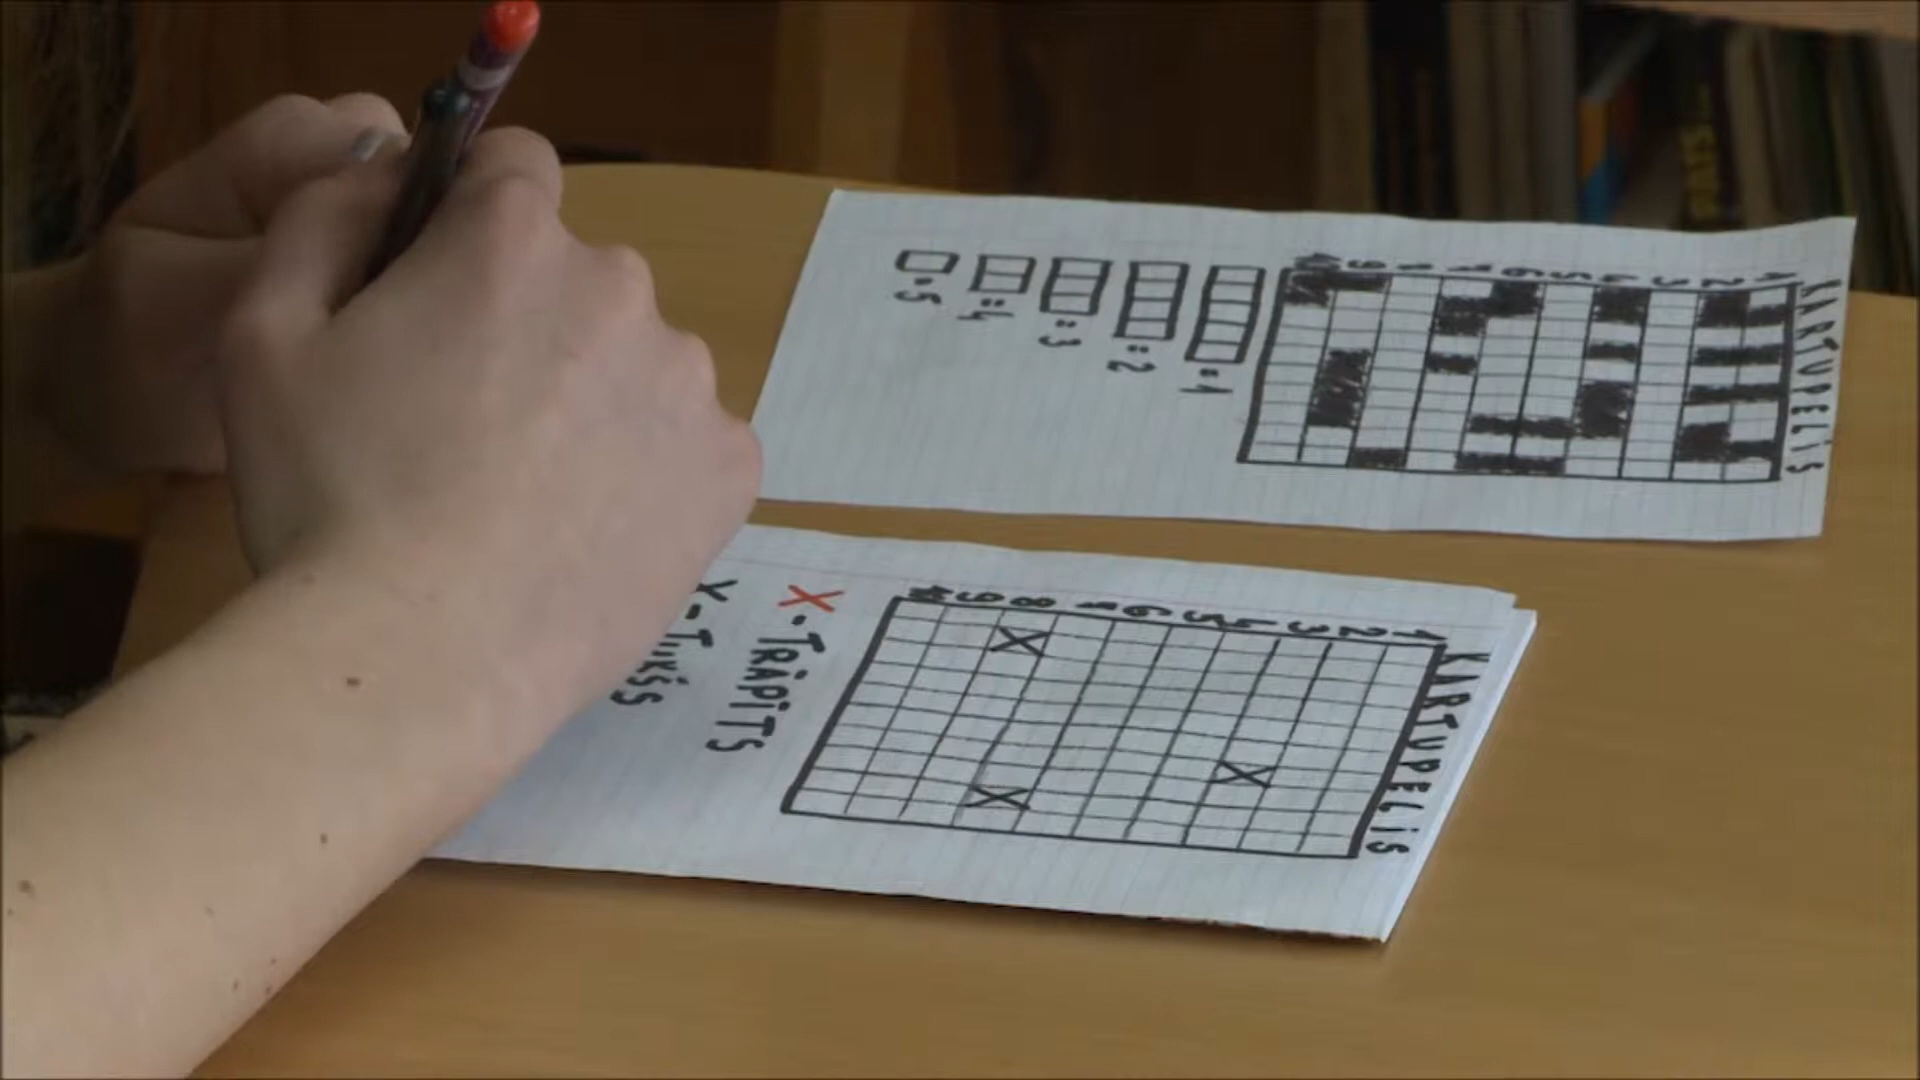 KARTUPELIS
1 2 3 4 5 6 7 8 9 10
=1
=2
=3
=4
=5
KARTUPELIS
1 2 3 4 5 6 7 8 9 10
X-TRĀPĪTS
X-TUKŠS